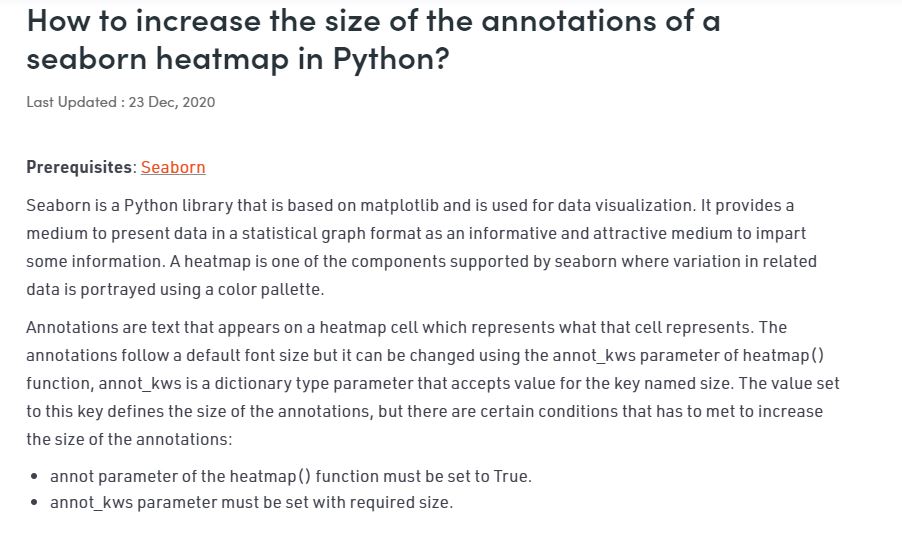 How to increase the size of the annotations of a
seaborn heatmap in Python?
Last Updated : 23 Dec, 2020
Prerequisites: Seaborn
Seaborn is a Python library that is based on matplotlib and is used for data visualization. It provides a
medium to present data in a statistical graph format as an informative and attractive medium to impart
some information. A heatmap is one of the components supported by seaborn where variation in related
data is portrayed using a color pallette.
Annotations are text that appears on a heatmap cell which represents what that cell represents. The
annotations follow a default font size but it can be changed using the annot_kws parameter of heatmap()
function, annot_kws is a dictionary type parameter that accepts value for the key named size. The value set
to this key defines the size of the annotations, but there are certain conditions that has to met to increase
the size of the annotations:
• annot parameter of the heatmap() function must be set to True.
• annot_kws parameter must be set with required size.